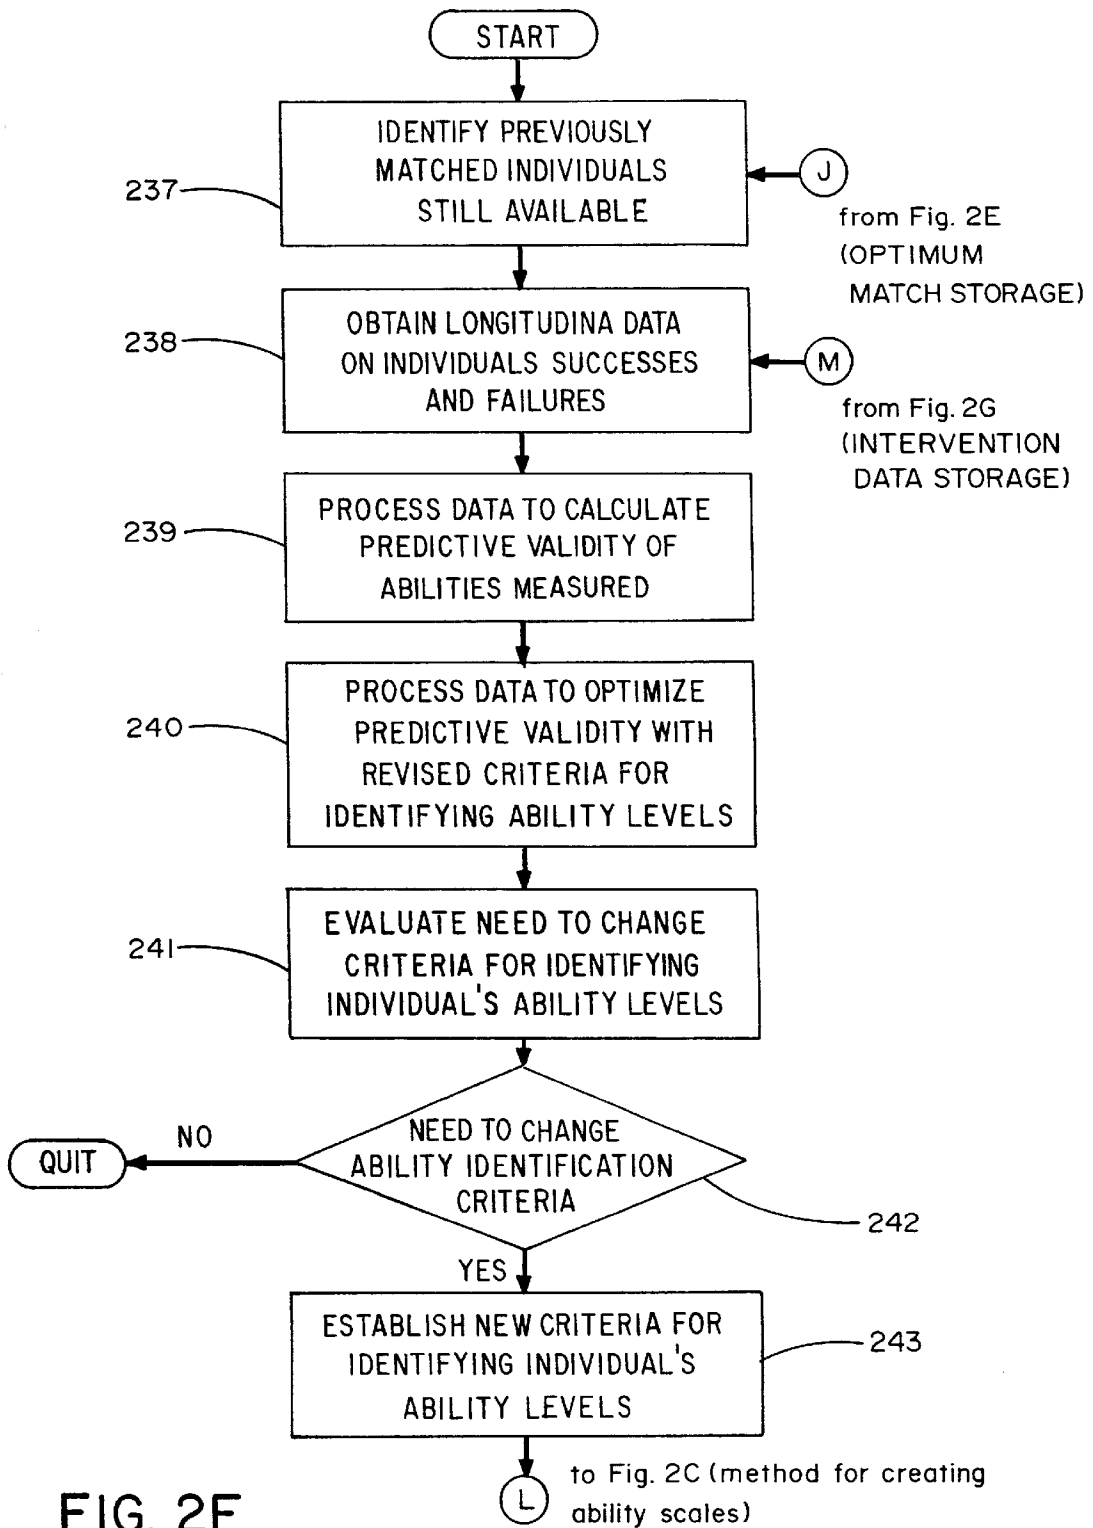 START
IDENTIFY PREVIOUSLY
MATCHED INDIVIDUALS
STILL AVAILABLE
237
J
from Fig. 2E
(OPTIMUM
MATCH STORAGE)
OBTAIN LONGITUDINA DATA
ON INDIVIDUALS SUCCESSES
AND FAILURES
238
M
from Fig. 2G
(INTERVENTION
DATA STORAGE)
PROCESS DATA TO CALCULATE
PREDICTIVE VALIDITY OF
ABILITIES MEASURED
239
PROCESS DATA TO OPTIMIZE
PREDICTIVE VALIDITY WITH
REVISED CRITERIA FOR
IDENTIFYING ABILITY LEVELS
240
EVALUATE NEED TO CHANGE
CRITERIA FOR IDENTIFYING
INDIVIDUAL'S ABILITY LEVELS
241
NEED TO CHANGE
ABILITY IDENTIFICATION
CRITERIA
242
NO
QUIT
YES
ESTABLISH NEW CRITERIA FOR
IDENTIFYING INDIVIDUAL'S
ABILITY LEVELS
243
L
to Fig. 2C (method for creating
ability scales)
FIG. 2F